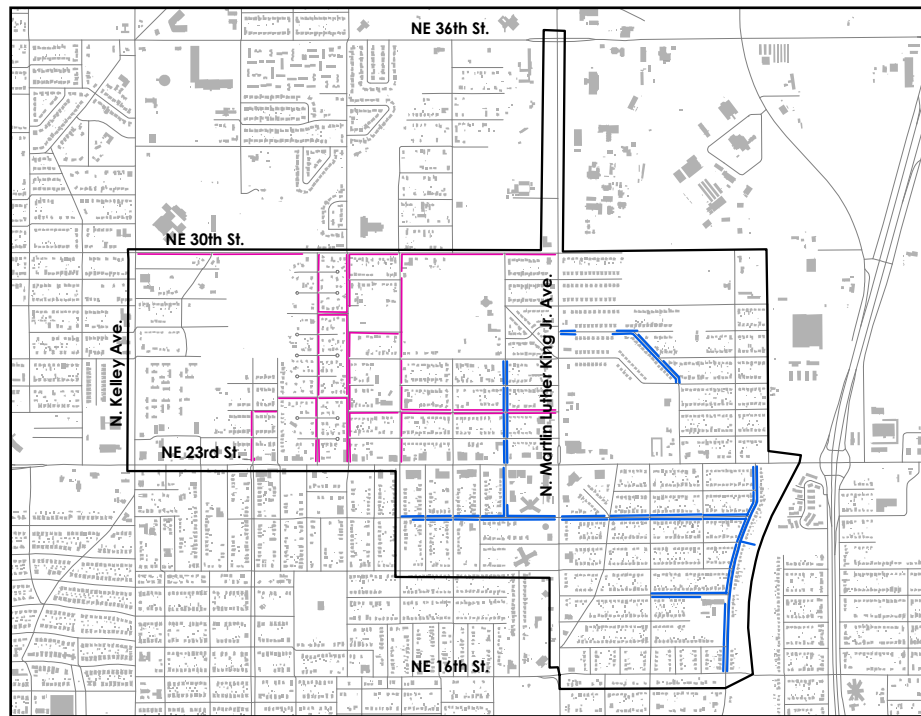 NE 36th St.
NE 30th St.
N. Kelley Ave.
N. Martin Luther King Jr. Ave.
NE 23rd St.
NE 16th St.